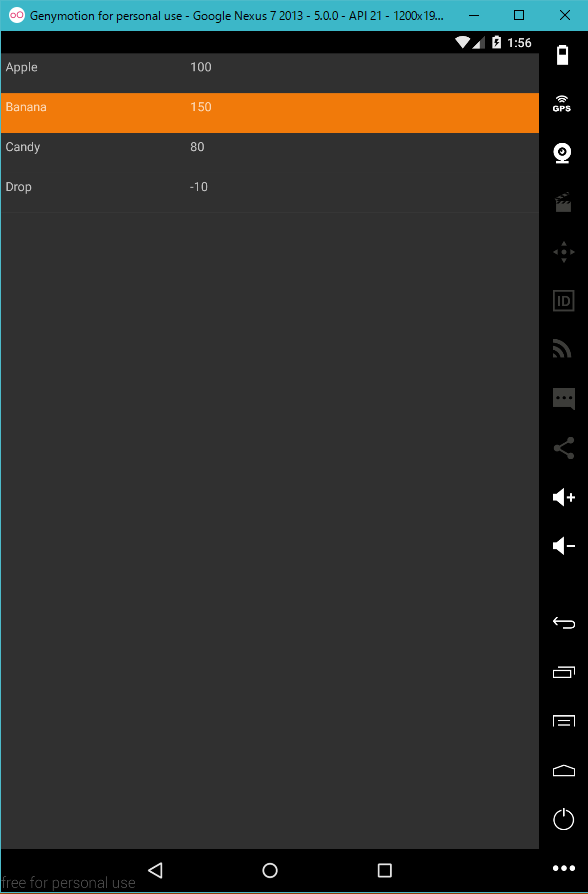 Genymotion for personal use - Google Nexus 7 2013 - 5.0.0 - API 21 - 1200x19...
1:56
Apple 100
Banana 150
Candy 80
Drop -10
GPS
ID
free for personal use